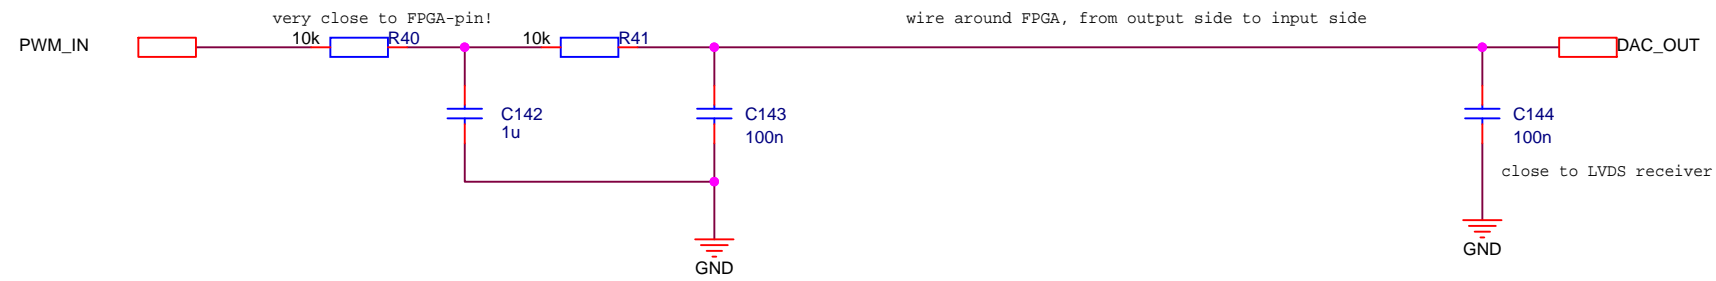 very close to FPGA-pin!
wire around FPGA, from output side to input side
PWM_IN
10k
R40
10k
R41
DAC_OUT
C142
1u
C143
100n
C144
100n
close to LVDS receiver
GND
GND